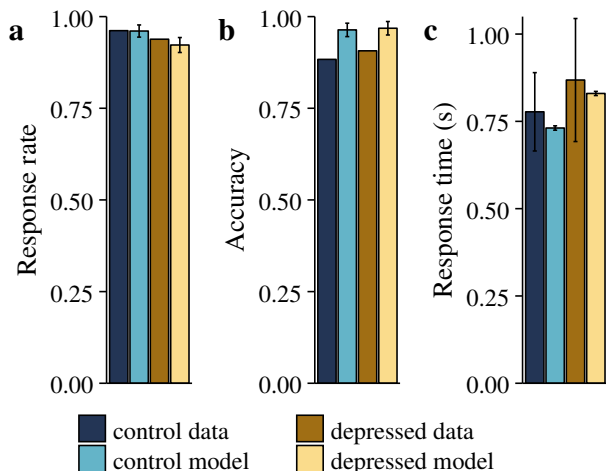 a
Response rate
1.00
0.75
0.50
0.25
0.00
b
Accuracy
1.00
0.75
0.50
0.25
0.00
c
Response time (s)
1.00
0.75
0.50
0.25
0.00
control data
control model
depressed data
depressed model